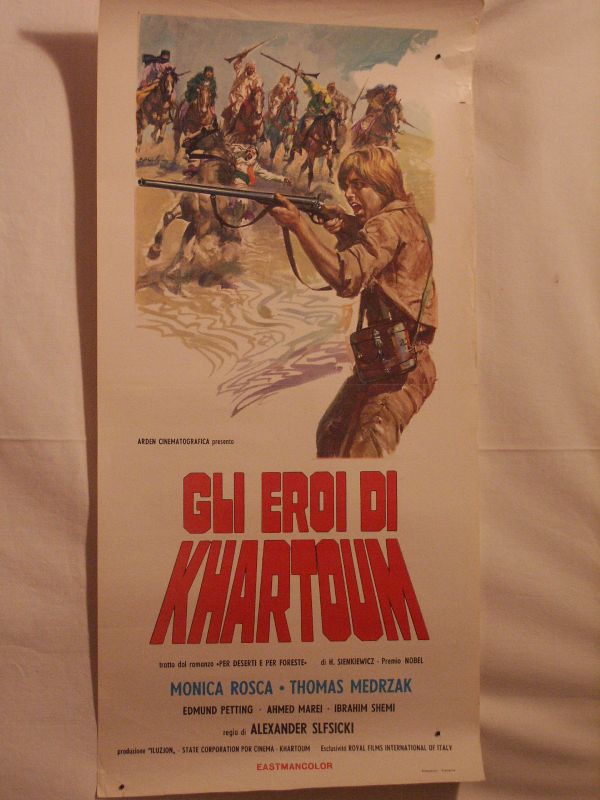 ARDEN CINEMATOGRAFICA presenta
GLI EROI DI
KHARTOUM
tratto dal romanzo «PER DESERTI E PER FORESTE» di H. SIENKIEWICZ - Premio NOBEL
MONICA ROSCA • THOMAS MEDRZAK
EDMUND PETTING - AHMED MAREI - IBRAHIM SHEMI
regia di ALEXANDER SLFSICKI
produzione "ILUZJON„ - STATE CORPORATION POR CINEMA - KHARTOUM Esclusività ROYAL FILMS INTERNATIONAL OF ITALY
EASTMANCOLOR